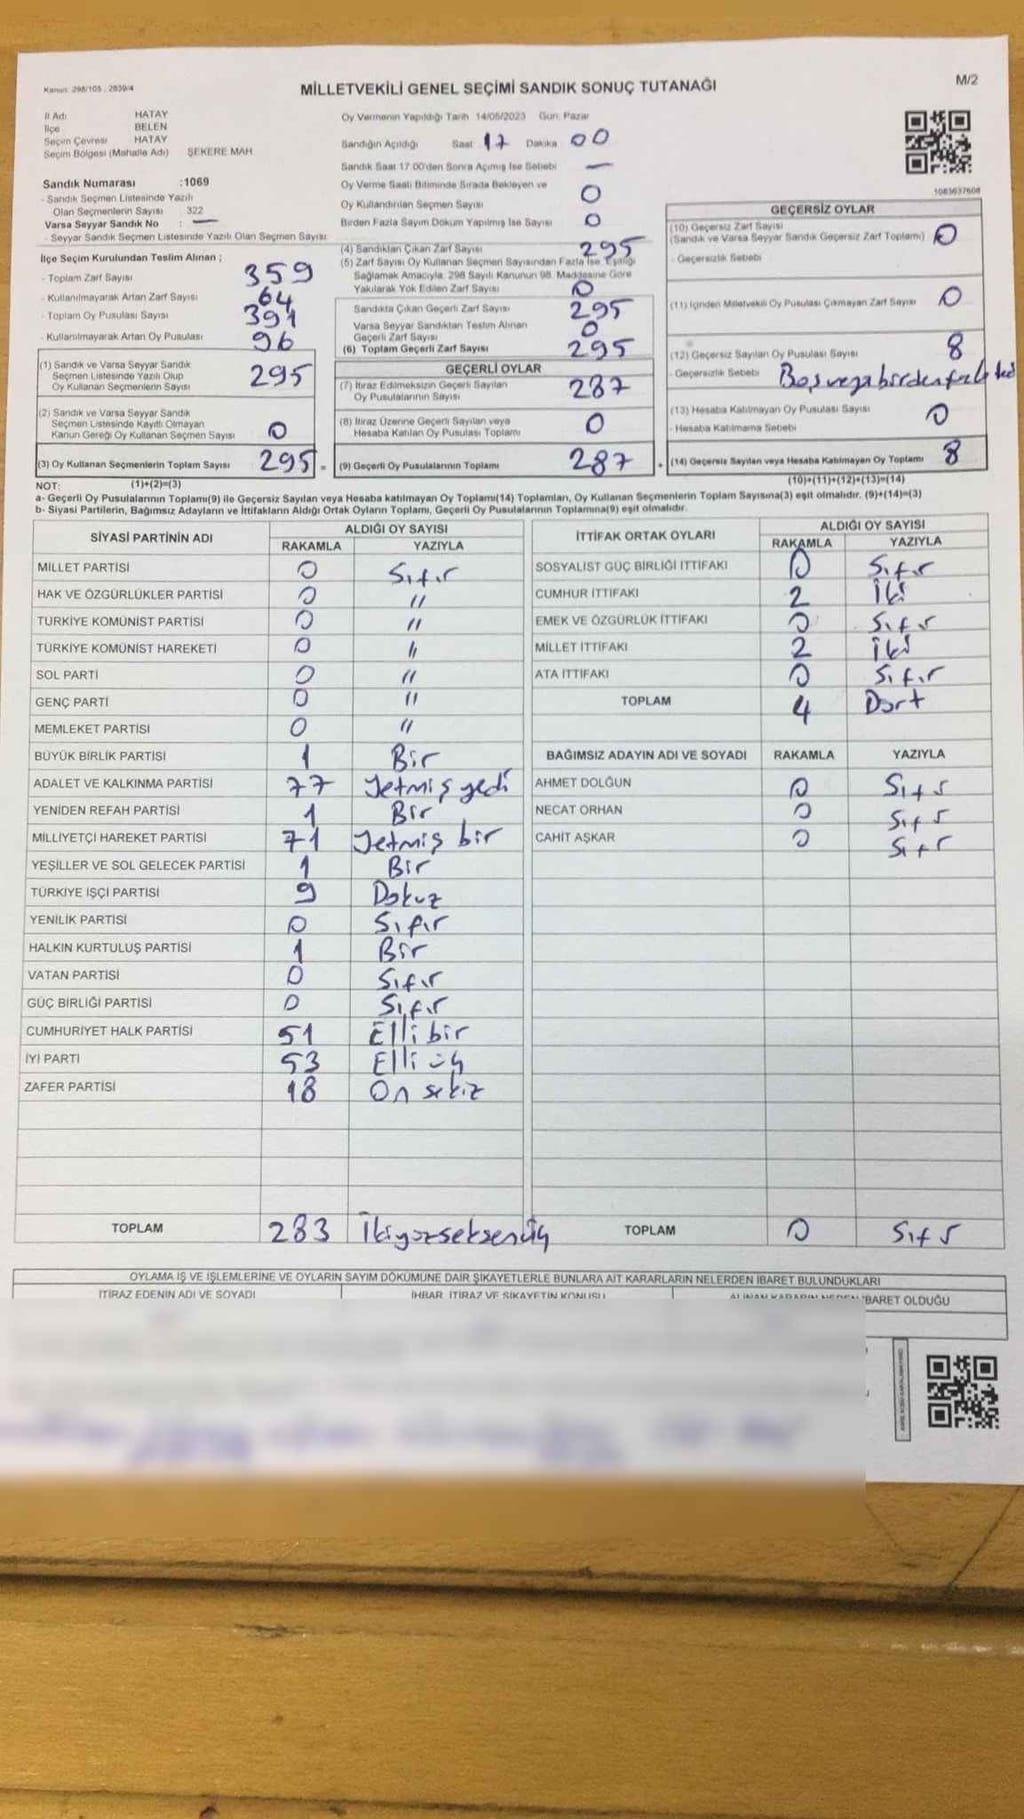 Kanun: 298/105 , 2839/4
MİLLETVEKİLİ GENEL SEÇİMİ SANDIK SONUÇ TUTANAĞI
M/2
İl Adı HATAY
İlçe BELEN
Seçim Çevresi HATAY
Seçim Bölgesi (Mahalle Adı) ŞEKERE MAH.
Sandık Numarası :1069
- Sandık Seçmen Listesinde Yazılı
Olan Seçmenlerin Sayısı 322
Varsa Seyyar Sandık No : —
- Seyyar Sandık Seçmen Listesinde Yazılı Olan Seçmen Sayısı:
İlçe Seçim Kurulundan Teslim Alınan ;
- Toplam Zarf Sayısı 359
- Kullanılmayarak Artan Zarf Sayısı 64
- Toplam Oy Pusulası Sayısı 391
- Kullanılmayarak Artan Oy Pusulası 96
(1) Sandık ve Varsa Seyyar Sandık
Seçmen Listesinde Yazılı Olup
Oy Kullanan Seçmenlerin Sayısı 295
(2) Sandık ve Varsa Seyyar Sandık
Seçmen Listesinde Kayıtlı Olmayan
Kanun Gereği Oy Kullanan Seçmen Sayısı 0
(3) Oy Kullanan Seçmenlerin Toplam Sayısı 295 =
Oy Vermenin Yapıldığı Tarih 14/05/2023 Gün: Pazar
Sandığın Açıldığı Saat 17 Dakika 00
Sandık Saat 17:00'den Sonra Açılmış İse Sebebi —
Oy Verme Saati Bitiminde Sırada Bekleyen ve
Oy Kullandırılan Seçmen Sayısı 0
Birden Fazla Sayım Döküm Yapılmış İse Sayısı 0
(4) Sandıktan Çıkan Zarf Sayısı 295
(5) Zarf Sayısı Oy Kullanan Seçmen Sayısından Fazla İse, Eşitliği
Sağlamak Amacıyla, 298 Sayılı Kanunun 98. Maddesine Göre
Yakılarak Yok Edilen Zarf Sayısı 0
Sandıkta Çıkan Geçerli Zarf Sayısı 295
Varsa Seyyar Sandıktan Teslim Alınan
Geçerli Zarf Sayısı 0
(6) Toplam Geçerli Zarf Sayısı 295
GEÇERLİ OYLAR
(7) İtiraz Edilmeksizin Geçerli Sayılan
Oy Pusulalarının Sayısı 287
(8) İtiraz Üzerine Geçerli Sayılan veya
Hesaba Katılan Oy Pusulası Toplamı 0
(9) Geçerli Oy Pusulalarının Toplamı 287 +
1083637608
GEÇERSİZ OYLAR
(10) Geçersiz Zarf Sayısı
(Sandık ve Varsa Seyyar Sandık Geçersiz Zarf Toplamı) 0
- Geçersizlik Sebebi
(11) İçinden Milletvekili Oy Pusulası Çıkmayan Zarf Sayısı 0
(12) Geçersiz Sayılan Oy Pusulası Sayısı 8
- Geçersizlik Sebebi Boş veya birden fazla
(13) Hesaba Katılmayan Oy Pusulası Sayısı 0
- Hesaba Katılmama Sebebi
(14) Geçersiz Sayılan veya Hesaba Katılmayan Oy Toplamı 8
NOT: (1)+(2)=(3) (10)+(11)+(12)+(13)=(14)
a- Geçerli Oy Pusulalarının Toplamı(9) ile Geçersiz Sayılan veya Hesaba katılmayan Oy Toplamı(14) Toplamları, Oy Kullanan Seçmenlerin Toplam Sayısına(3) eşit olmalıdır. (9)+(14)=(3)
b- Siyasi Partilerin, Bağımsız Adayların ve İttifakların Aldığı Ortak Oyların Toplamı, Geçerli Oy Pusulalarının Toplamına(9) eşit olmalıdır.
SİYASİ PARTİNİN ADI ALDIĞI OY SAYISI
RAKAMLA YAZIYLA
MİLLET PARTİSİ 0 Sıfır
HAK VE ÖZGÜRLÜKLER PARTİSİ 0 "
TÜRKİYE KOMÜNİST PARTİSİ 0 "
TÜRKİYE KOMÜNİST HAREKETİ 0 "
SOL PARTİ 0 "
GENÇ PARTİ 0 "
MEMLEKET PARTİSİ 0 "
BÜYÜK BİRLİK PARTİSİ 1 Bir
ADALET VE KALKINMA PARTİSİ 77 Yetmiş yedi
YENİDEN REFAH PARTİSİ 1 Bir
MİLLİYETÇİ HAREKET PARTİSİ 71 Yetmiş bir
YEŞİLLER VE SOL GELECEK PARTİSİ 1 Bir
TÜRKİYE İŞÇİ PARTİSİ 9 Dokuz
YENİLİK PARTİSİ 0 Sıfır
HALKIN KURTULUŞ PARTİSİ 1 Bir
VATAN PARTİSİ 0 Sıfır
GÜÇ BİRLİĞİ PARTİSİ 0 Sıfır
CUMHURİYET HALK PARTİSİ 51 Elli bir
İYİ PARTİ 53 Elli üç
ZAFER PARTİSİ 18 On sekiz
TOPLAM 283 İkiyüzseksenüç
İTTİFAK ORTAK OYLARI ALDIĞI OY SAYISI
RAKAMLA YAZIYLA
SOSYALİST GÜÇ BİRLİĞİ İTTİFAKI 0 Sıfır
CUMHUR İTTİFAKI 2 İki
EMEK VE ÖZGÜRLÜK İTTİFAKI 0 Sıfır
MİLLET İTTİFAKI 2 İki
ATA İTTİFAKI 0 Sıfır
TOPLAM 4 Dört
BAĞIMSIZ ADAYIN ADI VE SOYADI RAKAMLA YAZIYLA
AHMET DOLĞUN 0 Sıfır
NECAT ORHAN 0 Sıfır
CAHİT AŞKAR 0 Sıfır
TOPLAM 0 Sıfır
OYLAMA İŞ VE İŞLEMLERİNE VE OYLARIN SAYIM DÖKÜMÜNE DAİR ŞİKAYETLERLE BUNLARA AİT KARARLARIN NELERDEN İBARET BULUNDUKLARI
İTİRAZ EDENİN ADI VE SOYADI İHBAR, İTİRAZ VE ŞİKAYETİN KONUSU ALINAN KARARIN NEDEN İBARET OLDUĞU